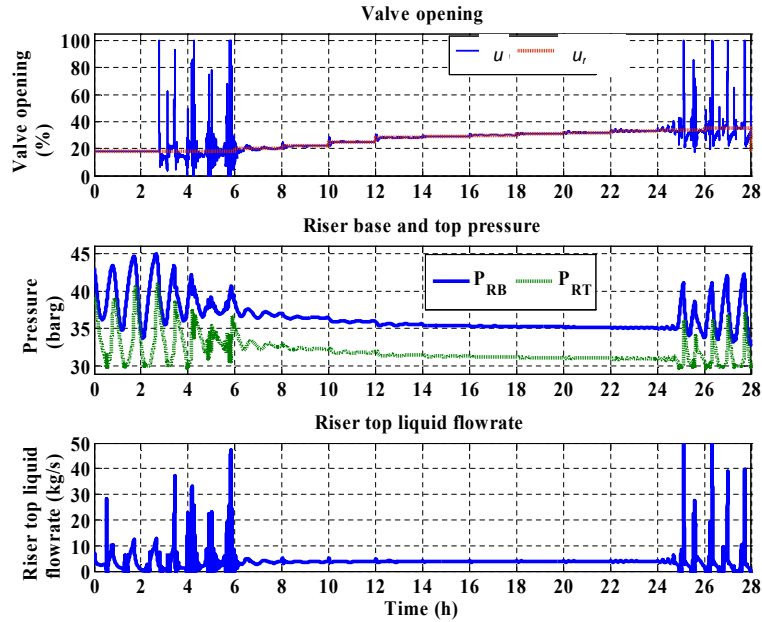 Valve opening
u
u_r
Valve opening
(%)
100
80
60
40
20
0
0 2 4 6 8 10 12 14 16 18 20 22 24 26 28
Riser base and top pressure
P_RB
P_RT
Pressure
(barg)
45
40
35
30
0 2 4 6 8 10 12 14 16 18 20 22 24 26 28
Riser top liquid flowrate
Riser top liquid
flowrate (kg/s)
50
40
30
20
10
0
0 2 4 6 8 10 12 14 16 18 20 22 24 26 28
Time (h)